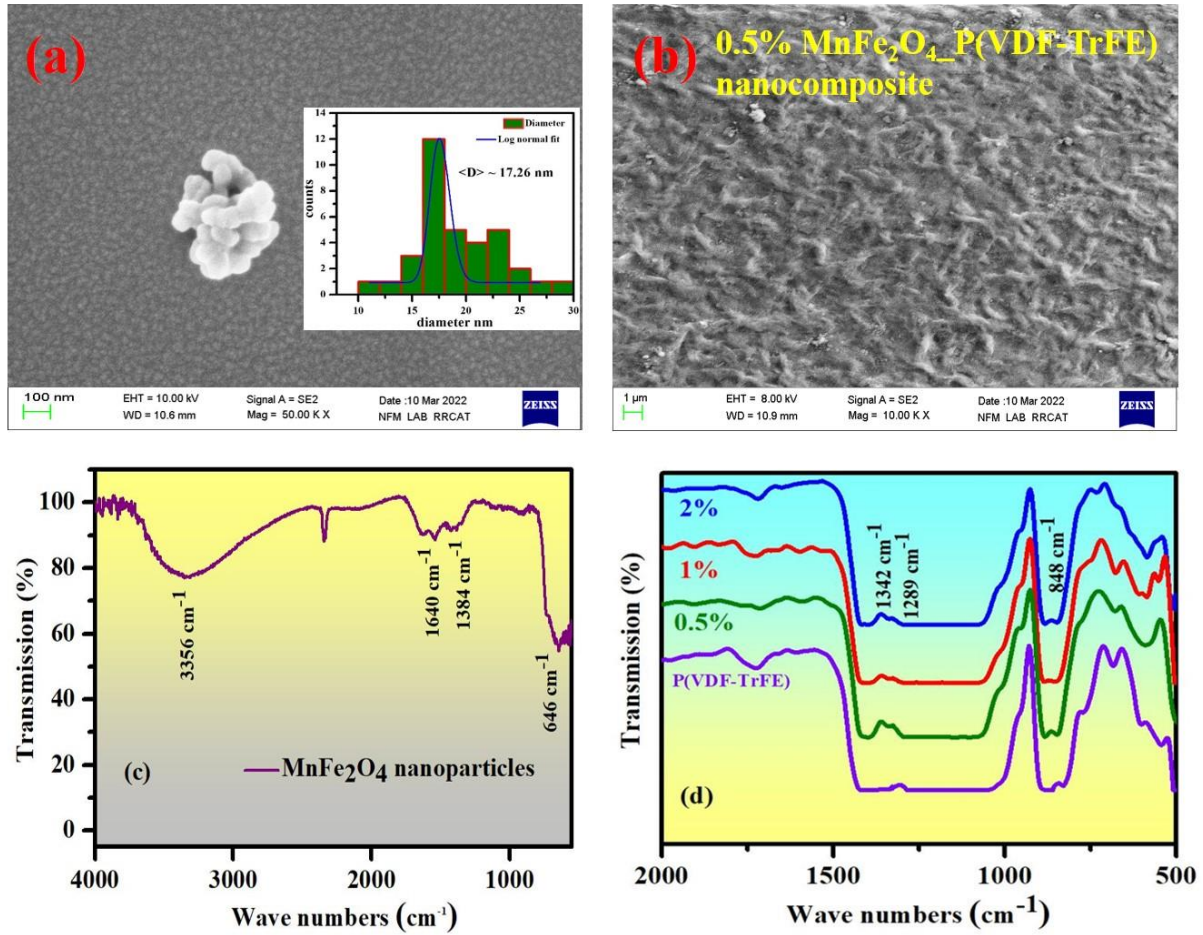 (a)
14
12
10
8
6
4
2
0
counts
Diameter
Log normal fit
<D> ~ 17.26 nm
10 15 20 25 30
diameter nm
100 nm
EHT = 10.00 kV Signal A = SE2 Date :10 Mar 2022
WD = 10.6 mm Mag = 50.00 K X NFM LAB RRCAT
ZEISS
(b) 0.5% MnFe₂O₄_P(VDF-TrFE)
nanocomposite
1 µm
EHT = 8.00 kV Signal A = SE2 Date :10 Mar 2022
WD = 10.9 mm Mag = 10.00 K X NFM LAB RRCAT
ZEISS
Transmission (%)
100
80
60
40
20
0
3356 cm⁻¹
1640 cm⁻¹
1384 cm⁻¹
646 cm⁻¹
(c)
MnFe₂O₄ nanoparticles
4000 3000 2000 1000
Wave numbers (cm⁻¹)
Transmission (%)
2%
1%
0.5%
P(VDF-TrFE)
1342 cm⁻¹
1289 cm⁻¹
848 cm⁻¹
(d)
2000 1500 1000 500
Wave numbers (cm⁻¹)